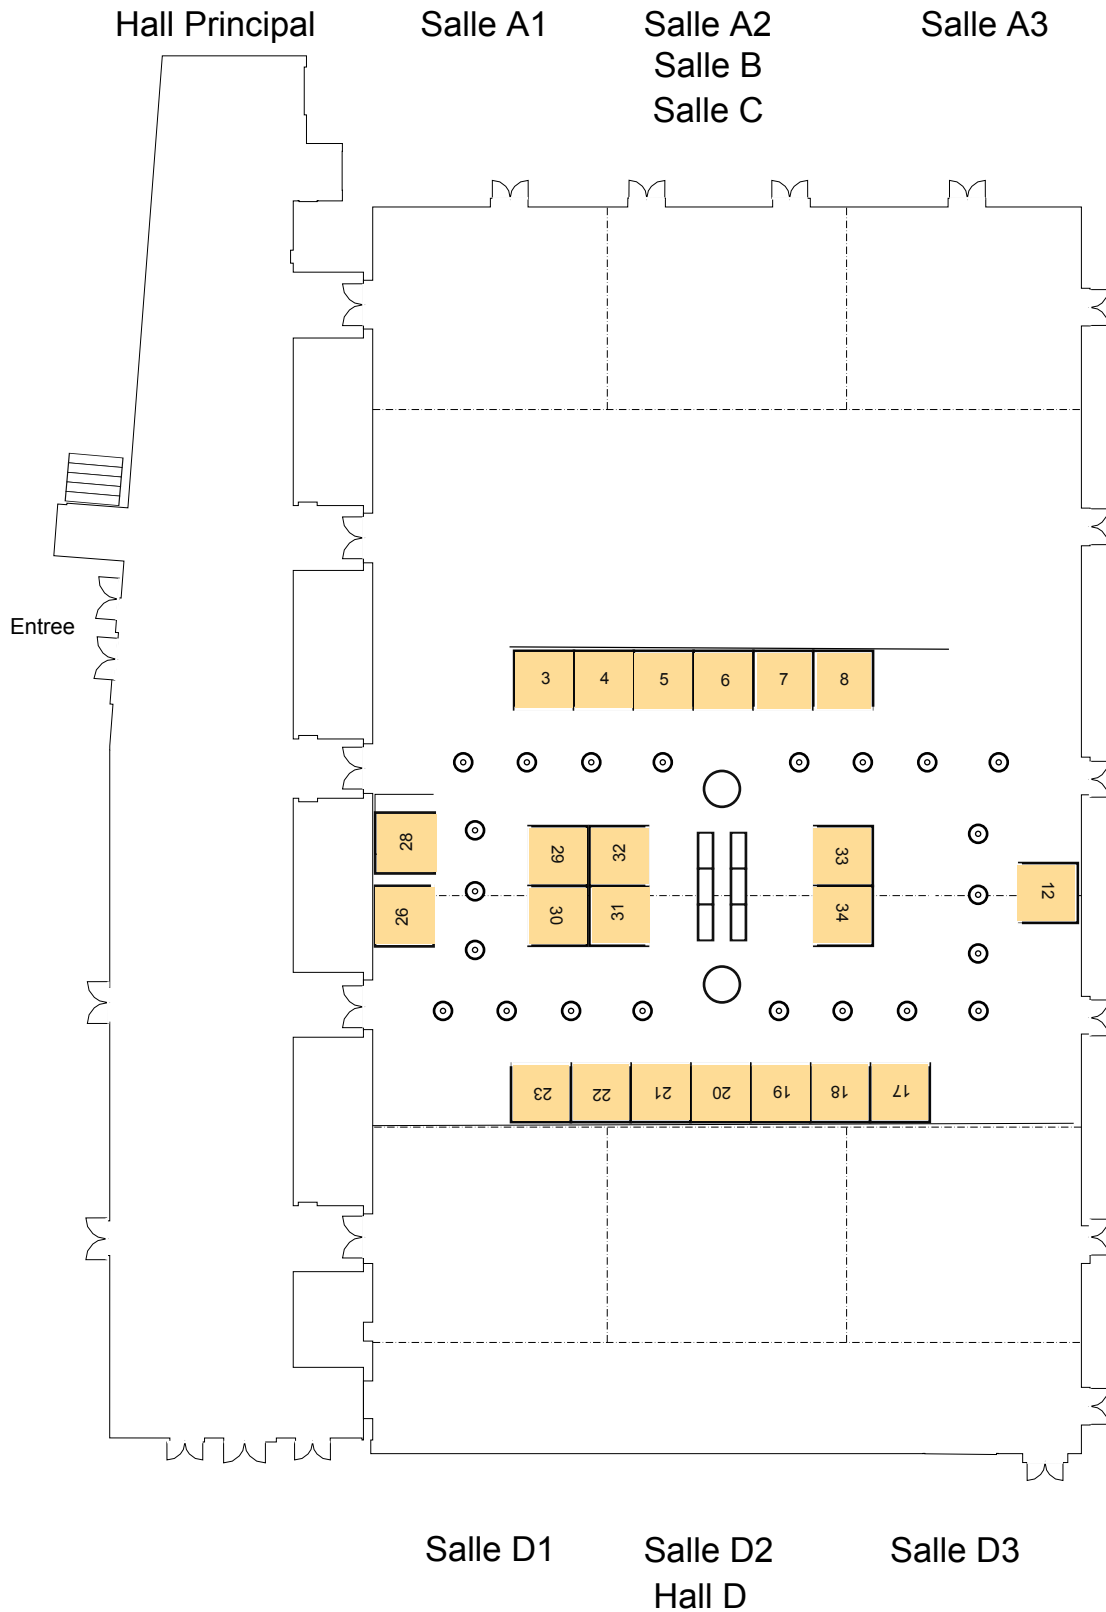 Hall Principal Salle A1 Salle A2 Salle A3
Salle B
Salle C
Entree
3 4 5 6 7 8
28 29 32 33
12
26 30 31 34
23 22 21 20 19 18 17
Salle D1 Salle D2 Salle D3
Hall D